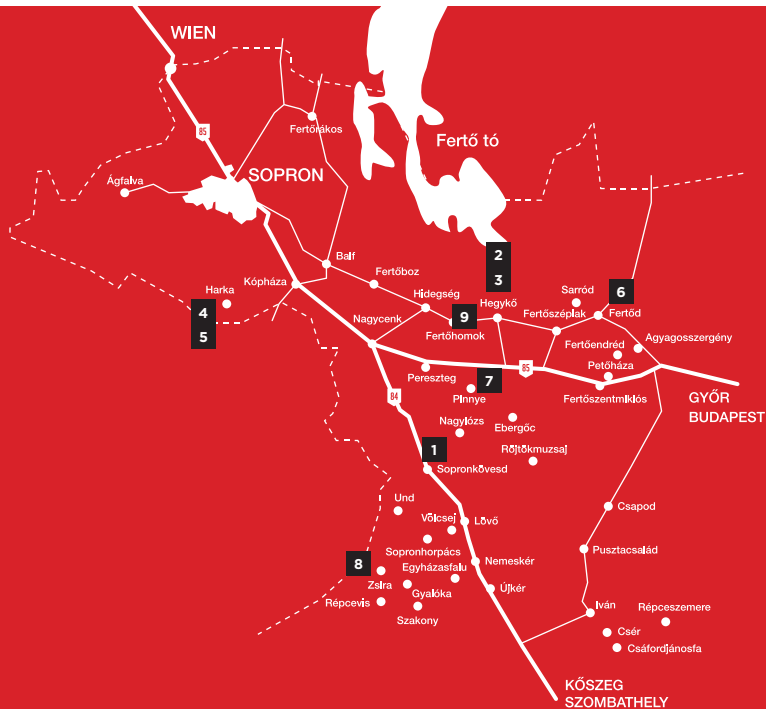 WIEN
85
Fertőrákos
Fertő tó
SOPRON
Ágfalva
Balf
2
3
Fertőboz
Kópháza
Harka
4
5
Hidegség
Hegykő
Sarród
6
Fertőd
9
Fertőhomok
Fertőszéplak
Nagycenk
Agyagosszergény
Fertőendréd
Petőháza
Pereszteg
7
85
Pinnye
Fertőszentmiklós
GYŐR
BUDAPEST
84
Nagylózs
Ebergőc
Röjtökmuzsaj
1
Sopronkövesd
Und
Völcsej
Lövő
Csapod
Sopronhorpács
Pusztacsalád
8
Zsira
Egyházasfalu
Nemeskér
Gyalóka
Újkér
Répcevis
Szakony
Iván
Répceszemere
Csér
Csáfordjánosfa
KŐSZEG
SZOMBATHELY